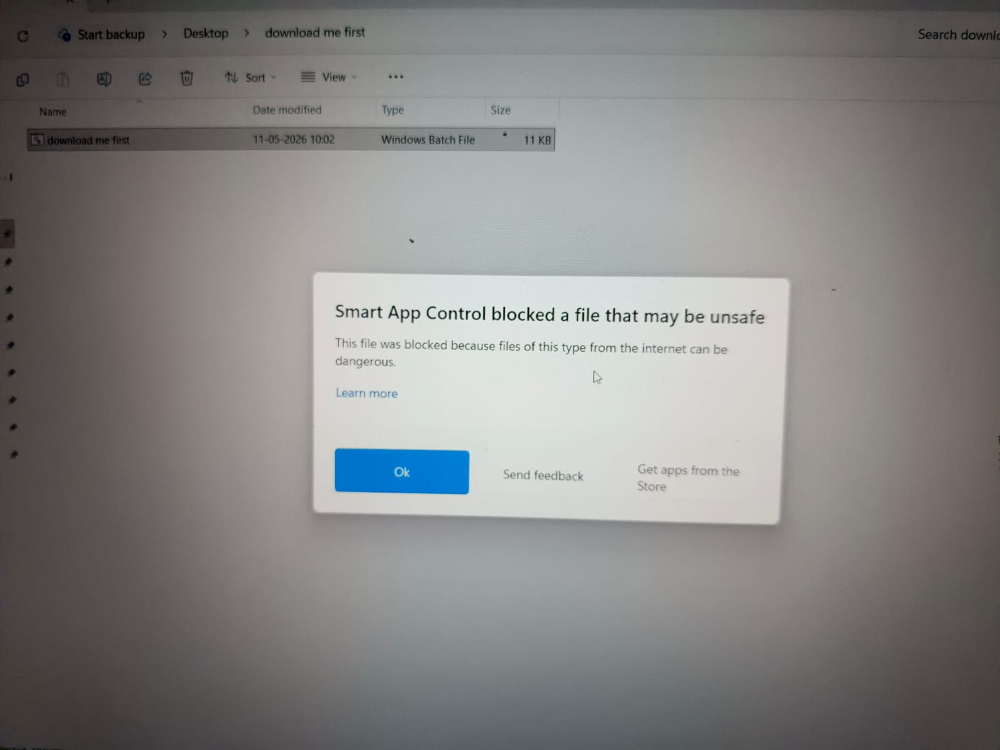 Start backup > Desktop > download me first
Search downlo
Sort
View
Name Date modified Type Size
download me first 11-05-2026 10:02 Windows Batch File 11 KB
Smart App Control blocked a file that may be unsafe
This file was blocked because files of this type from the internet can be
dangerous.
Learn more
Ok
Send feedback
Get apps from the
Store